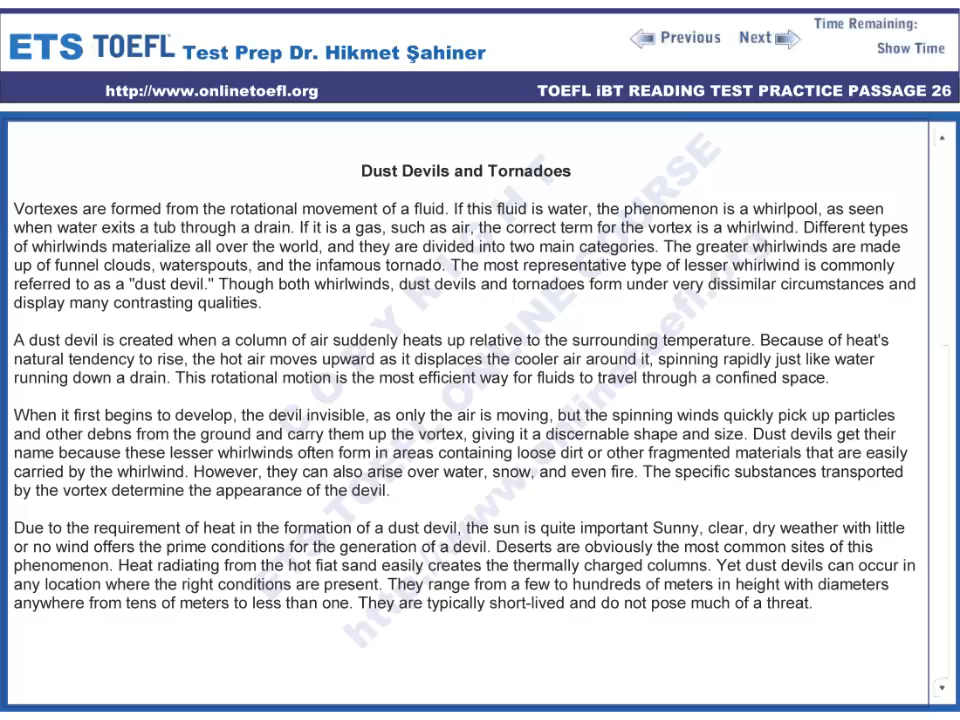 ETS TOEFL Test Prep Dr. Hikmet Şahiner
Previous Next
Time Remaining:
Show Time
http://www.onlinetoefl.org
TOEFL iBT READING TEST PRACTICE PASSAGE 26
Dust Devils and Tornadoes
Vortexes are formed from the rotational movement of a fluid. If this fluid is water, the phenomenon is a whirlpool, as seen
when water exits a tub through a drain. If it is a gas, such as air, the correct term for the vortex is a whirlwind. Different types
of whirlwinds materialize all over the world, and they are divided into two main categories. The greater whirlwinds are made
up of funnel clouds, waterspouts, and the infamous tornado. The most representative type of lesser whirlwind is commonly
referred to as a "dust devil." Though both whirlwinds, dust devils and tornadoes form under very dissimilar circumstances and
display many contrasting qualities.
A dust devil is created when a column of air suddenly heats up relative to the surrounding temperature. Because of heat's
natural tendency to rise, the hot air moves upward as it displaces the cooler air around it, spinning rapidly just like water
running down a drain. This rotational motion is the most efficient way for fluids to travel through a confined space.
When it first begins to develop, the devil invisible, as only the air is moving, but the spinning winds quickly pick up particles
and other debns from the ground and carry them up the vortex, giving it a discernable shape and size. Dust devils get their
name because these lesser whirlwinds often form in areas containing loose dirt or other fragmented materials that are easily
carried by the whirlwind. However, they can also arise over water, snow, and even fire. The specific substances transported
by the vortex determine the appearance of the devil.
Due to the requirement of heat in the formation of a dust devil, the sun is quite important Sunny, clear, dry weather with little
or no wind offers the prime conditions for the generation of a devil. Deserts are obviously the most common sites of this
phenomenon. Heat radiating from the hot fiat sand easily creates the thermally charged columns. Yet dust devils can occur in
any location where the right conditions are present. They range from a few to hundreds of meters in height with diameters
anywhere from tens of meters to less than one. They are typically short-lived and do not pose much of a threat.
COPYRIGHT
ETS TOEFL ONLINE COURSE
http://www.onlinetoefl.org